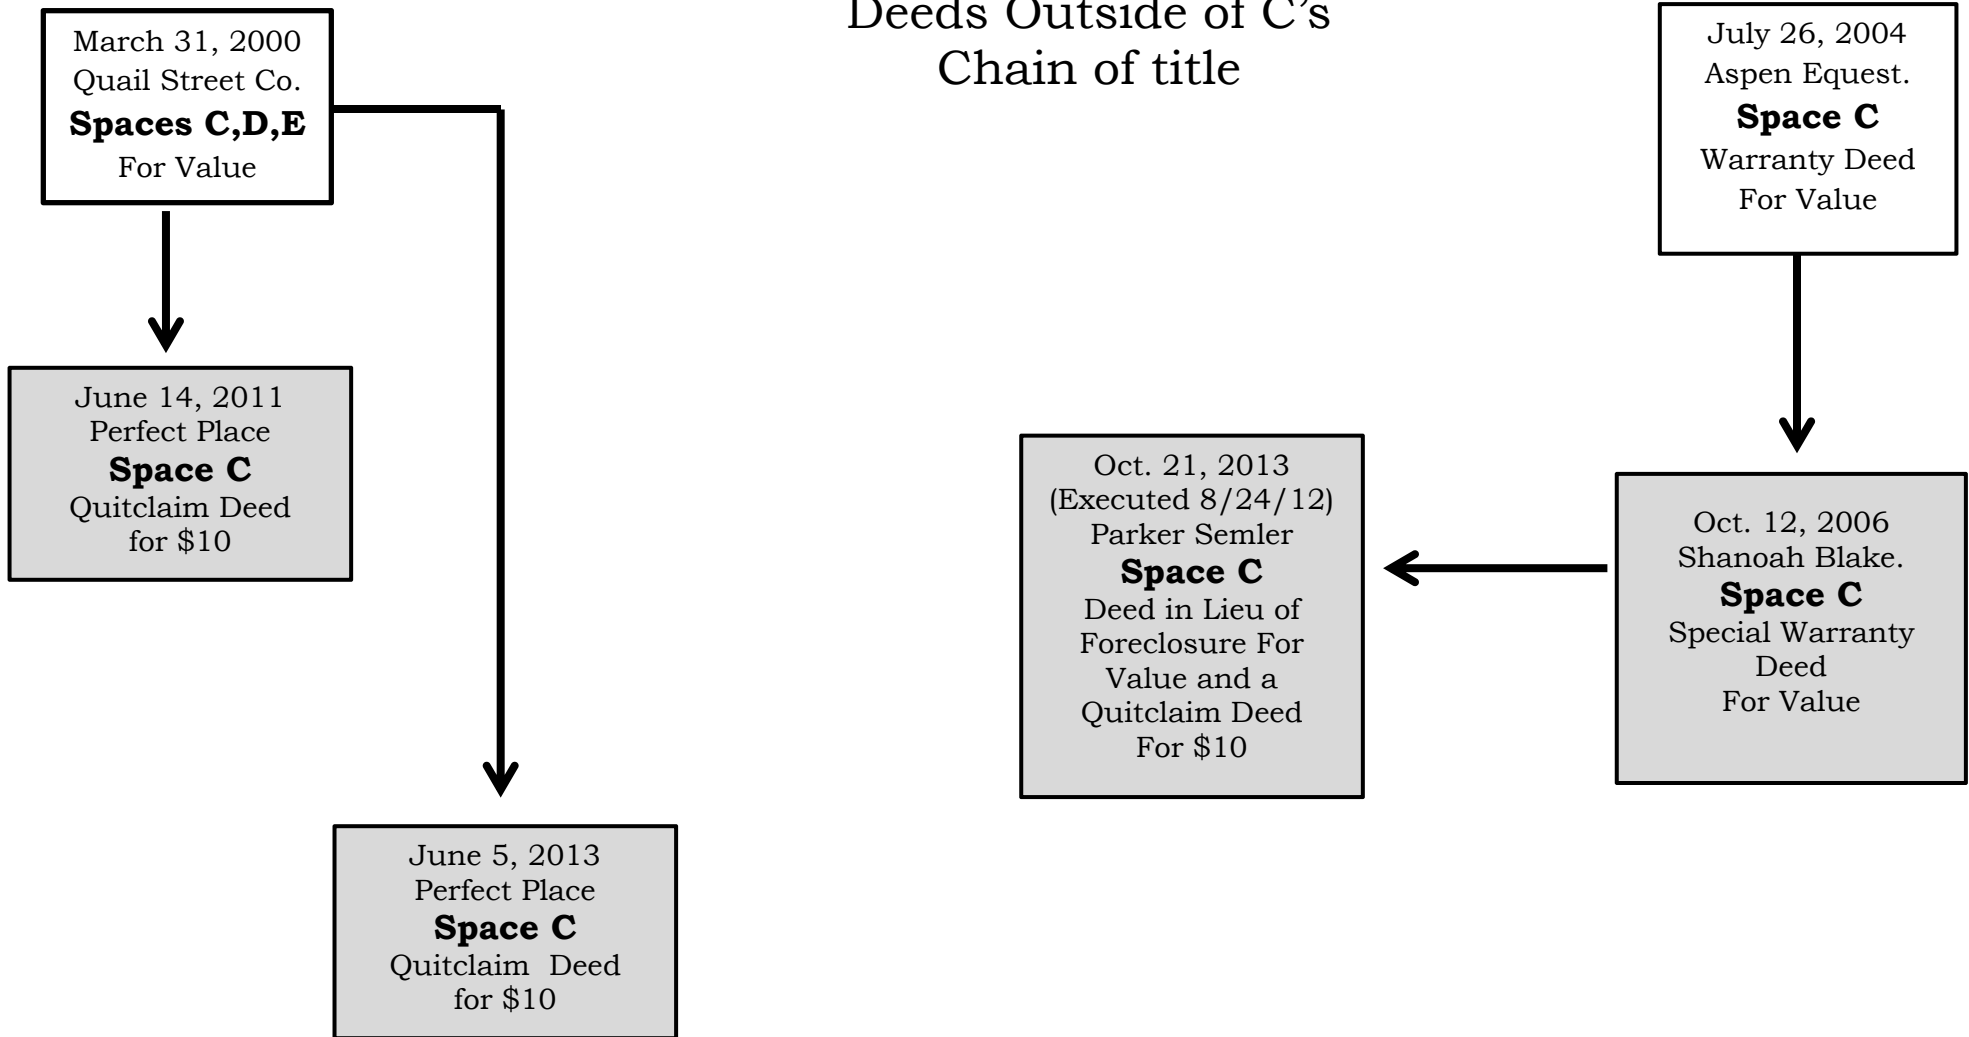 Deeds Outside of C’s
Chain of title
March 31, 2000
Quail Street Co.
Spaces C,D,E
For Value
July 26, 2004
Aspen Equest.
Space C
Warranty Deed
For Value
June 14, 2011
Perfect Place
Space C
Quitclaim Deed
for $10
Oct. 21, 2013
(Executed 8/24/12)
Parker Semler
Space C
Deed in Lieu of
Foreclosure For
Value and a
Quitclaim Deed
For $10
Oct. 12, 2006
Shanoah Blake.
Space C
Special Warranty
Deed
For Value
June 5, 2013
Perfect Place
Space C
Quitclaim  Deed
for $10